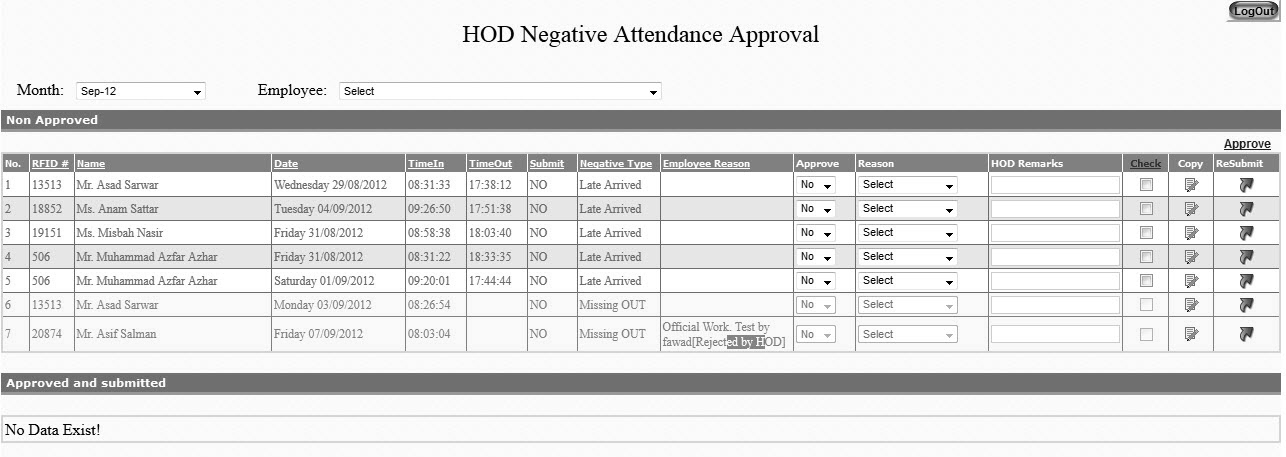 LogOut
HOD Negative Attendance Approval
Month: Sep-12 Employee: Select
Non Approved
Approve
No. RFID # Name Date TimeIn TimeOut Submit Negative Type Employee Reason Approve Reason HOD Remarks Check Copy ReSubmit
1 13513 Mr. Asad Sarwar Wednesday 29/08/2012 08:31:33 17:38:12 NO Late Arrived No Select
2 18852 Ms. Anam Sattar Tuesday 04/09/2012 09:26:50 17:51:38 NO Late Arrived No Select
3 19151 Ms. Misbah Nasir Friday 31/08/2012 08:58:38 18:03:40 NO Late Arrived No Select
4 506 Mr. Muhammad Azfar Azhar Friday 31/08/2012 08:31:22 18:33:35 NO Late Arrived No Select
5 506 Mr. Muhammad Azfar Azhar Saturday 01/09/2012 09:20:01 17:44:44 NO Late Arrived No Select
6 13513 Mr. Asad Sarwar Monday 03/09/2012 08:26:54 NO Missing OUT No Select
7 20874 Mr. Asif Salman Friday 07/09/2012 08:03:04 NO Missing OUT Official Work. Test by No Select
fawad[Rejected by HOD]
Approved and submitted
No Data Exist!